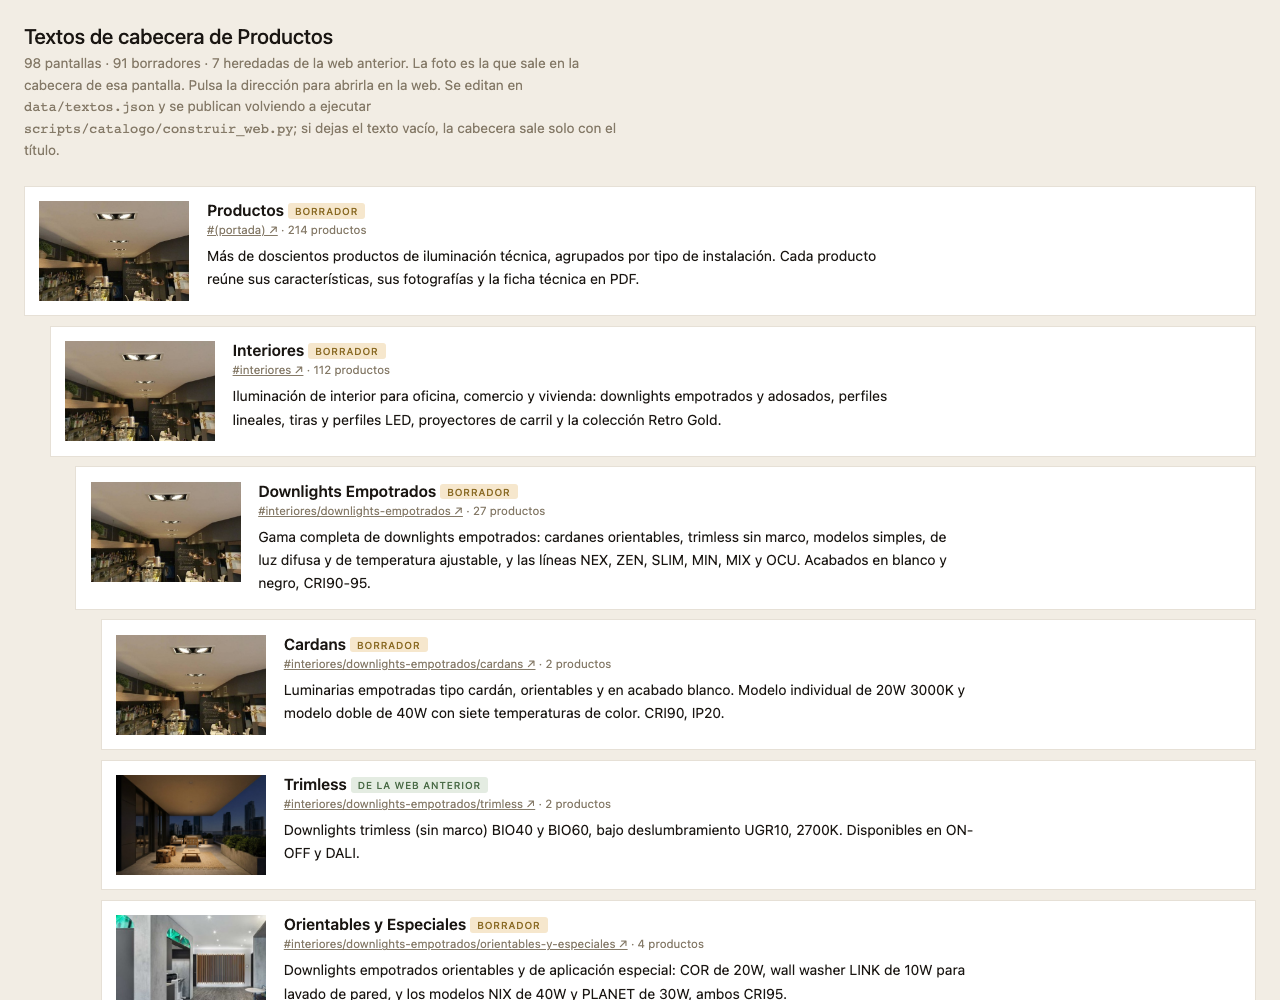 Textos de cabecera de Productos
98 pantallas · 91 borradores · 7 heredadas de la web anterior. La foto es la que sale en la
cabecera de esa pantalla. Pulsa la dirección para abrirla en la web. Se editan en
data/textos.json y se publican volviendo a ejecutar
scripts/catalogo/construir_web.py; si dejas el texto vacío, la cabecera sale solo con el
título.
Productos BORRADOR
#(portada) ↗ · 214 productos
Más de doscientos productos de iluminación técnica, agrupados por tipo de instalación. Cada producto
reúne sus características, sus fotografías y la ficha técnica en PDF.
Interiores BORRADOR
#interiores ↗ · 112 productos
Iluminación de interior para oficina, comercio y vivienda: downlights empotrados y adosados, perfiles
lineales, tiras y perfiles LED, proyectores de carril y la colección Retro Gold.
Downlights Empotrados BORRADOR
#interiores/downlights-empotrados ↗ · 27 productos
Gama completa de downlights empotrados: cardanes orientables, trimless sin marco, modelos simples, de
luz difusa y de temperatura ajustable, y las líneas NEX, ZEN, SLIM, MIN, MIX y OCU. Acabados en blanco y
negro, CRI90-95.
Cardans BORRADOR
#interiores/downlights-empotrados/cardans ↗ · 2 productos
Luminarias empotradas tipo cardán, orientables y en acabado blanco. Modelo individual de 20W 3000K y
modelo doble de 40W con siete temperaturas de color. CRI90, IP20.
Trimless DE LA WEB ANTERIOR
#interiores/downlights-empotrados/trimless ↗ · 2 productos
Downlights trimless (sin marco) BIO40 y BIO60, bajo deslumbramiento UGR10, 2700K. Disponibles en ON-
OFF y DALI.
Orientables y Especiales BORRADOR
#interiores/downlights-empotrados/orientables-y-especiales ↗ · 4 productos
Downlights empotrados orientables y de aplicación especial: COR de 20W, wall washer LINK de 10W para
lavado de pared, y los modelos NIX de 40W y PLANET de 30W, ambos CRI95.